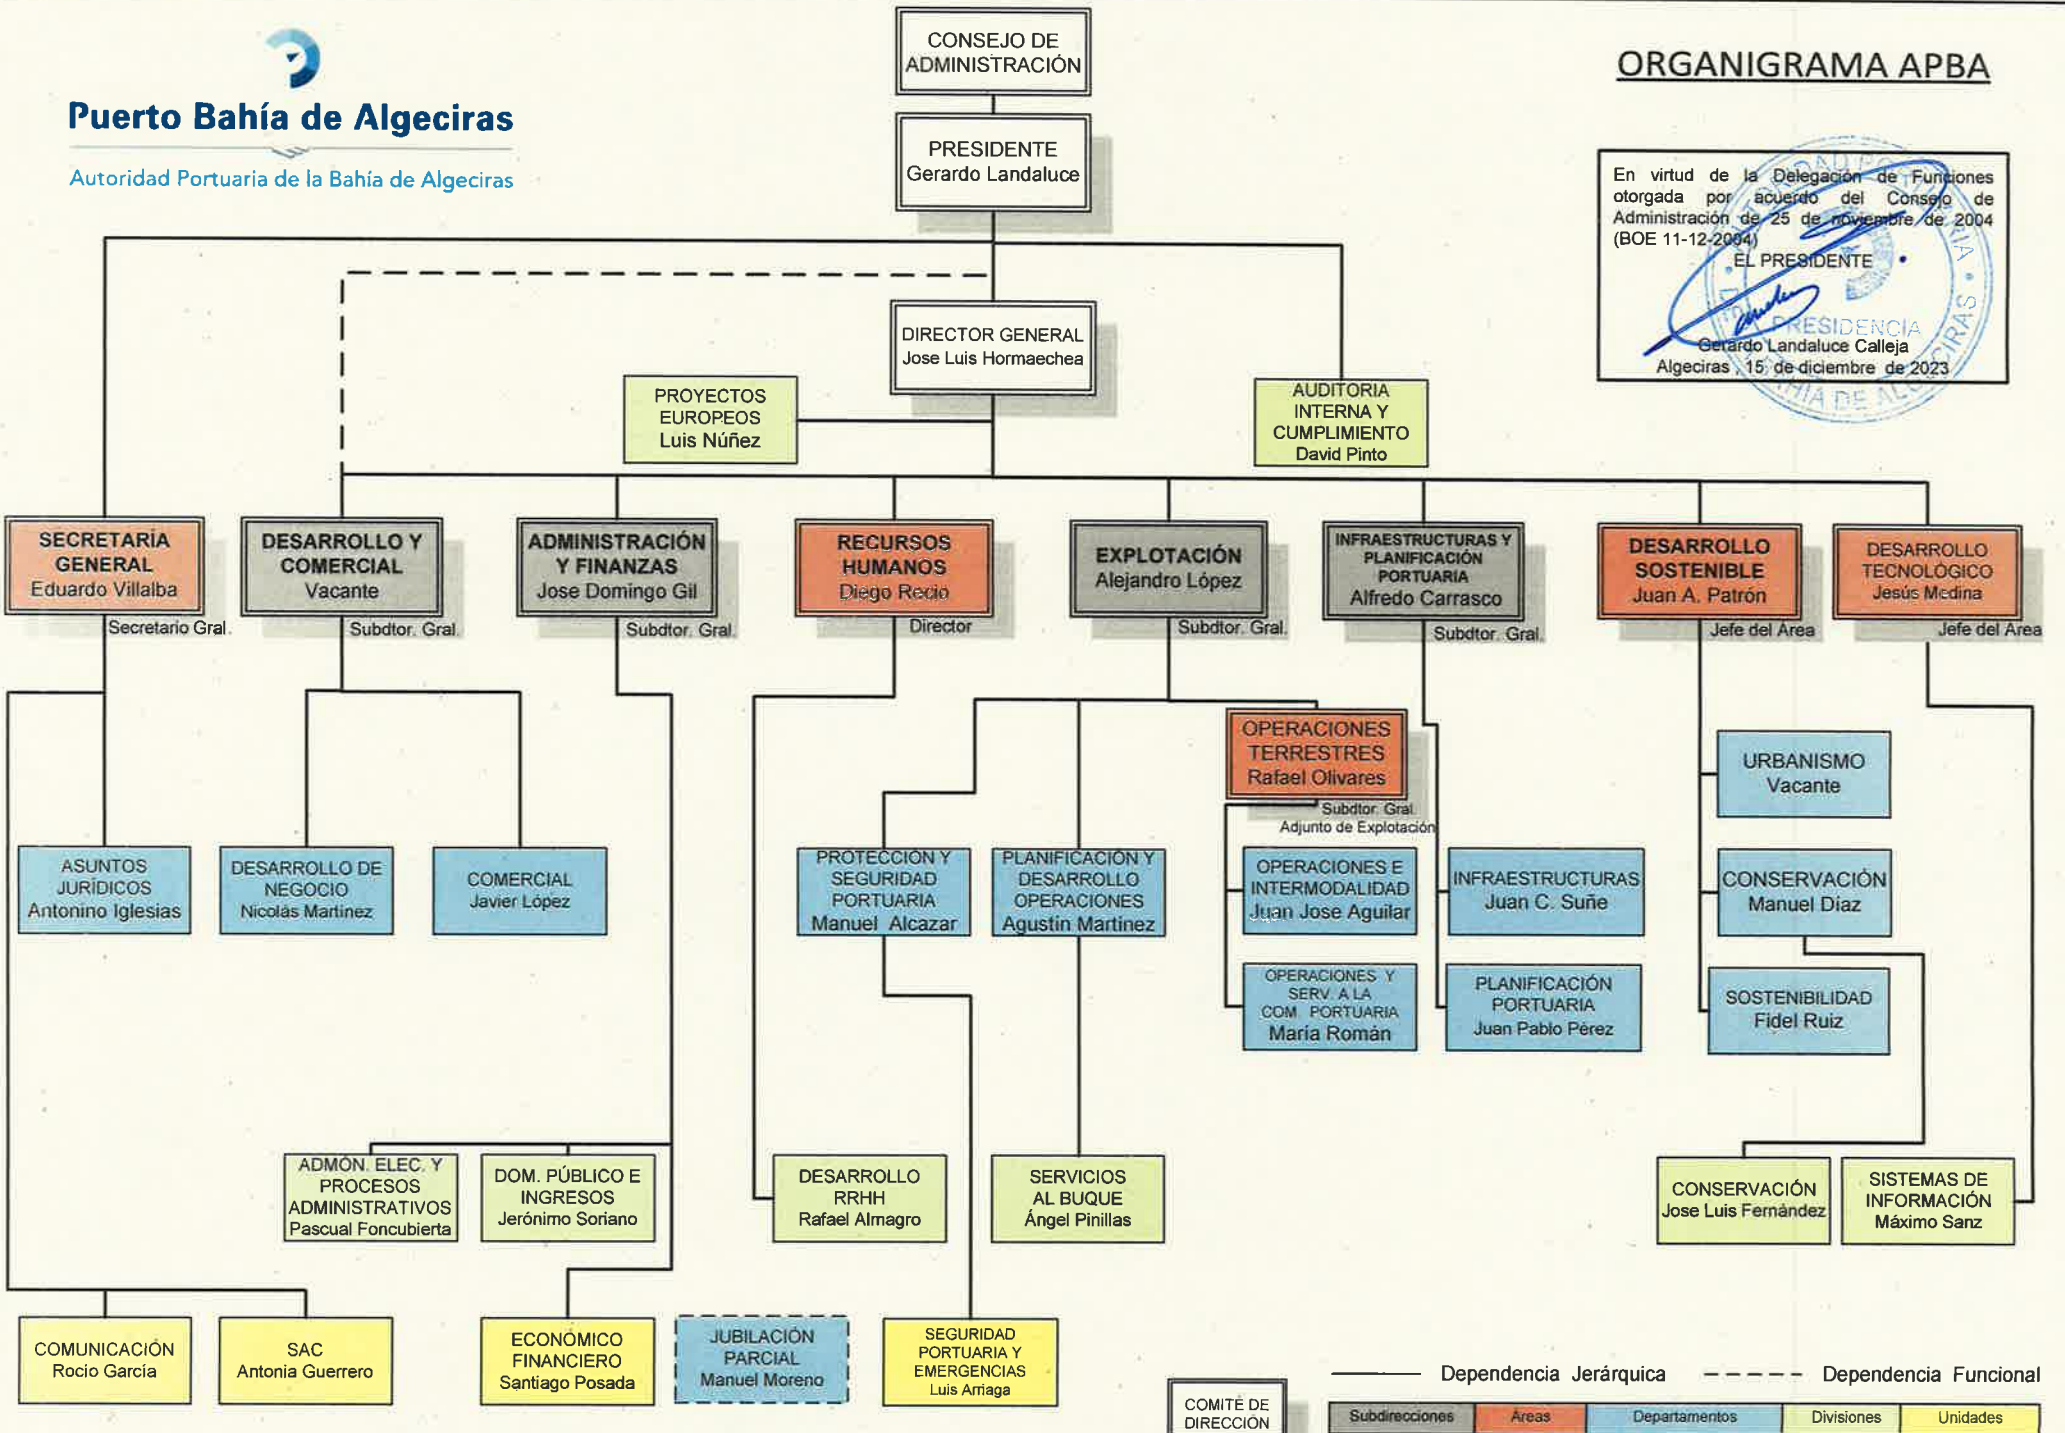 CONSEJO DE
ADMINISTRACIÓN
ORGANIGRAMA APBA
Puerto Bahía de Algeciras
Autoridad Portuaria de la Bahía de Algeciras
PRESIDENTE
Gerardo Landaluce
En virtud de la Delegación de Funciones
otorgada por acuerdo del Consejo de
Administración de 25 de noviembre de 2004
(BOE 11-12-2004)
EL PRESIDENTE
PRESIDENCIA
Gerardo Landaluce Calleja
Algeciras , 15 de diciembre de 2023
AUTORIDAD PORTUARIA
BAHÍA DE ALGECIRAS
DIRECTOR GENERAL
Jose Luis Hormaechea
PROYECTOS
EUROPEOS
Luis Núñez
AUDITORIA
INTERNA Y
CUMPLIMIENTO
David Pinto
SECRETARÍA
GENERAL
Eduardo Villalba
Secretario Gral.
DESARROLLO Y
COMERCIAL
Vacante
Subdtor. Gral.
ADMINISTRACIÓN
Y FINANZAS
Jose Domingo Gil
Subdtor. Gral.
RECURSOS
HUMANOS
Diego Recio
Director
EXPLOTACIÓN
Alejandro López
Subdtor. Gral.
INFRAESTRUCTURAS Y
PLANIFICACIÓN
PORTUARIA
Alfredo Carrasco
Subdtor. Gral.
DESARROLLO
SOSTENIBLE
Juan A. Patrón
Jefe del Área
DESARROLLO
TECNOLÓGICO
Jesús Medina
Jefe del Area
OPERACIONES
TERRESTRES
Rafael Olivares
Subdtor. Gral.
Adjunto de Explotación
URBANISMO
Vacante
ASUNTOS
JURÍDICOS
Antonino Iglesias
DESARROLLO DE
NEGOCIO
Nicolás Martínez
COMERCIAL
Javier López
PROTECCIÓN Y
SEGURIDAD
PORTUARIA
Manuel Alcazar
PLANIFICACIÓN Y
DESARROLLO
OPERACIONES
Agustín Martínez
OPERACIONES E
INTERMODALIDAD
Juan Jose Aguilar
INFRAESTRUCTURAS
Juan C. Suñe
CONSERVACIÓN
Manuel Díaz
OPERACIONES Y
SERV. A LA
COM. PORTUARIA
María Román
PLANIFICACIÓN
PORTUARIA
Juan Pablo Pérez
SOSTENIBILIDAD
Fidel Ruiz
ADMÓN. ELEC. Y
PROCESOS
ADMINISTRATIVOS
Pascual Foncubierta
DOM. PÚBLICO E
INGRESOS
Jerónimo Soriano
DESARROLLO
RRHH
Rafael Almagro
SERVICIOS
AL BUQUE
Ángel Pinillas
CONSERVACIÓN
Jose Luis Fernández
SISTEMAS DE
INFORMACIÓN
Máximo Sanz
COMUNICACIÓN
Rocio García
SAC
Antonia Guerrero
ECONÓMICO
FINANCIERO
Santiago Posada
JUBILACIÓN
PARCIAL
Manuel Moreno
SEGURIDAD
PORTUARIA Y
EMERGENCIAS
Luis Arriaga
Dependencia Jerárquica
Dependencia Funcional
COMITÉ DE
DIRECCIÓN
Subdirecciones
Áreas
Departamentos
Divisiones
Unidades